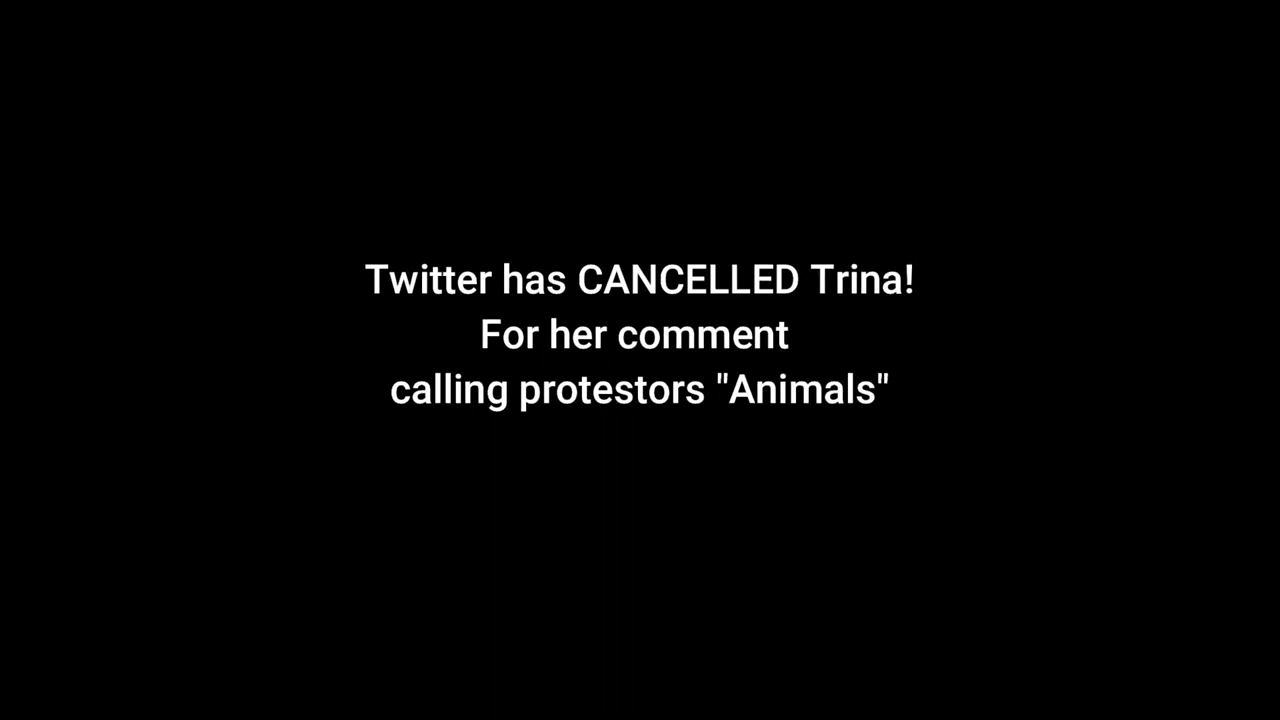 Twitter has CANCELLED Trina!
For her comment
calling protestors "Animals"